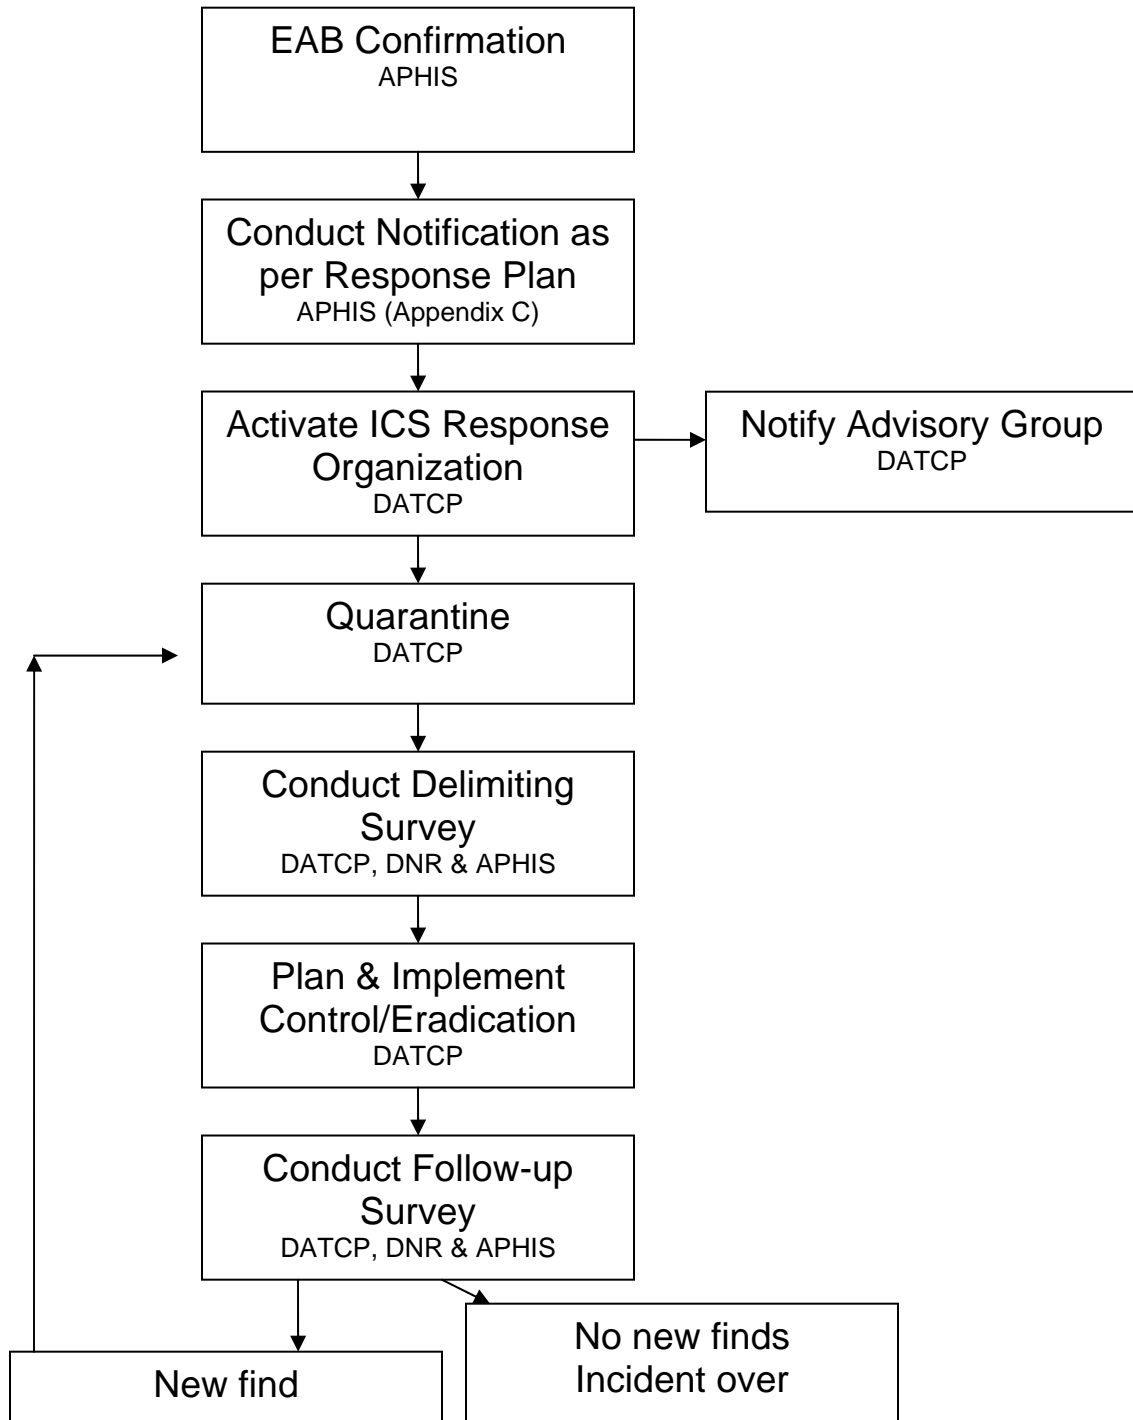 EAB Confirmation
APHIS
Conduct Notification as
per Response Plan
APHIS (Appendix C)
Activate ICS Response
Organization
DATCP
Notify Advisory Group
DATCP
Quarantine
DATCP
Conduct Delimiting
Survey
DATCP, DNR & APHIS
Plan & Implement
Control/Eradication
DATCP
Conduct Follow-up
Survey
DATCP, DNR & APHIS
No new finds
Incident over
New find